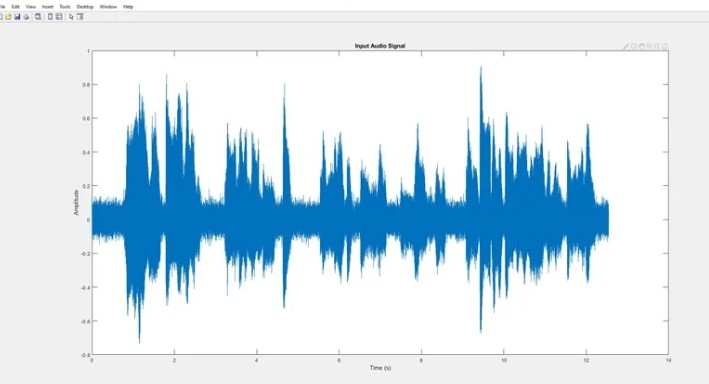 File Edit View Insert Tools Desktop Window Help
Input Audio Signal
1
0.8
0.6
0.4
0.2
0
-0.2
-0.4
-0.6
-0.8
Amplitude
0 2 4 6 8 10 12 14
Time (s)